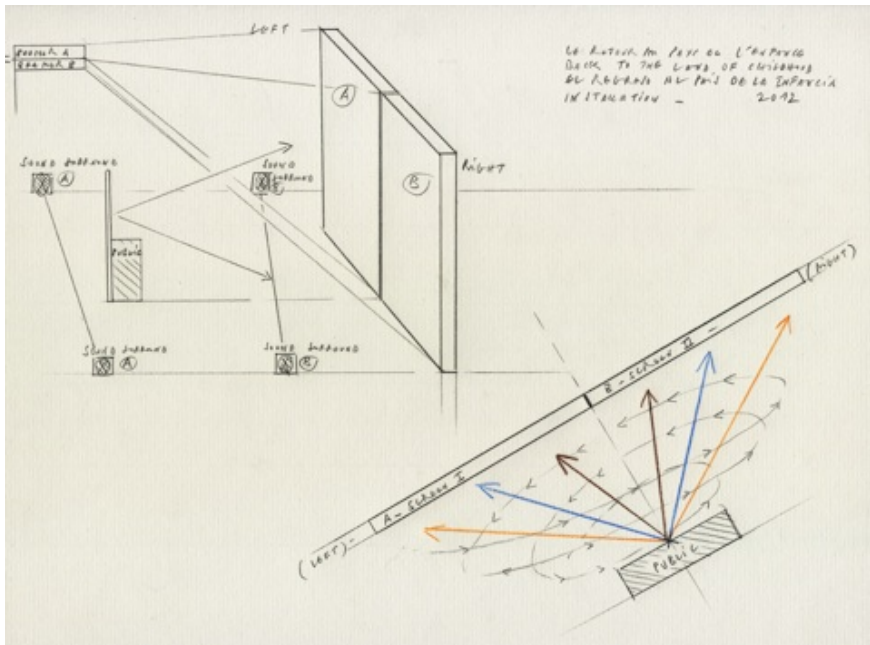 LEFT
LE RETOUR AU PAYS DE L'ENFANCE
BACK TO THE LAND OF CHILDHOOD
EL REGRESO AL PAÍS DE LA INFANCIA
INSTALLATION - 2012
A
RIGHT
B
SOUND SURROUND
A
SOUND SURROUND
PUBLIC
SOUND SURROUND
A
SOUND SURROUND
B
(RIGHT)
B - SCREEN II -
A - SCREEN I
(LEFT)-
PUBLIC